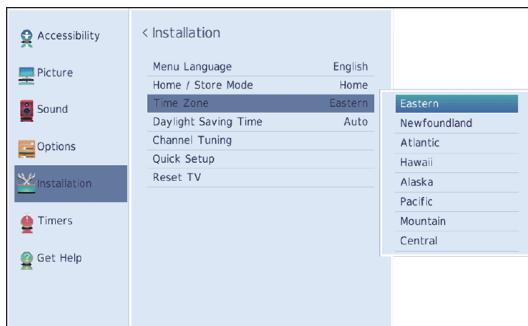 Accessibility
Picture
Sound
Options
Installation
Timers
Get Help
< Installation
Menu Language English
Home / Store Mode Home
Time Zone Eastern
Daylight Saving Time Auto
Channel Tuning
Quick Setup
Reset TV
Eastern
Newfoundland
Atlantic
Hawaii
Alaska
Pacific
Mountain
Central